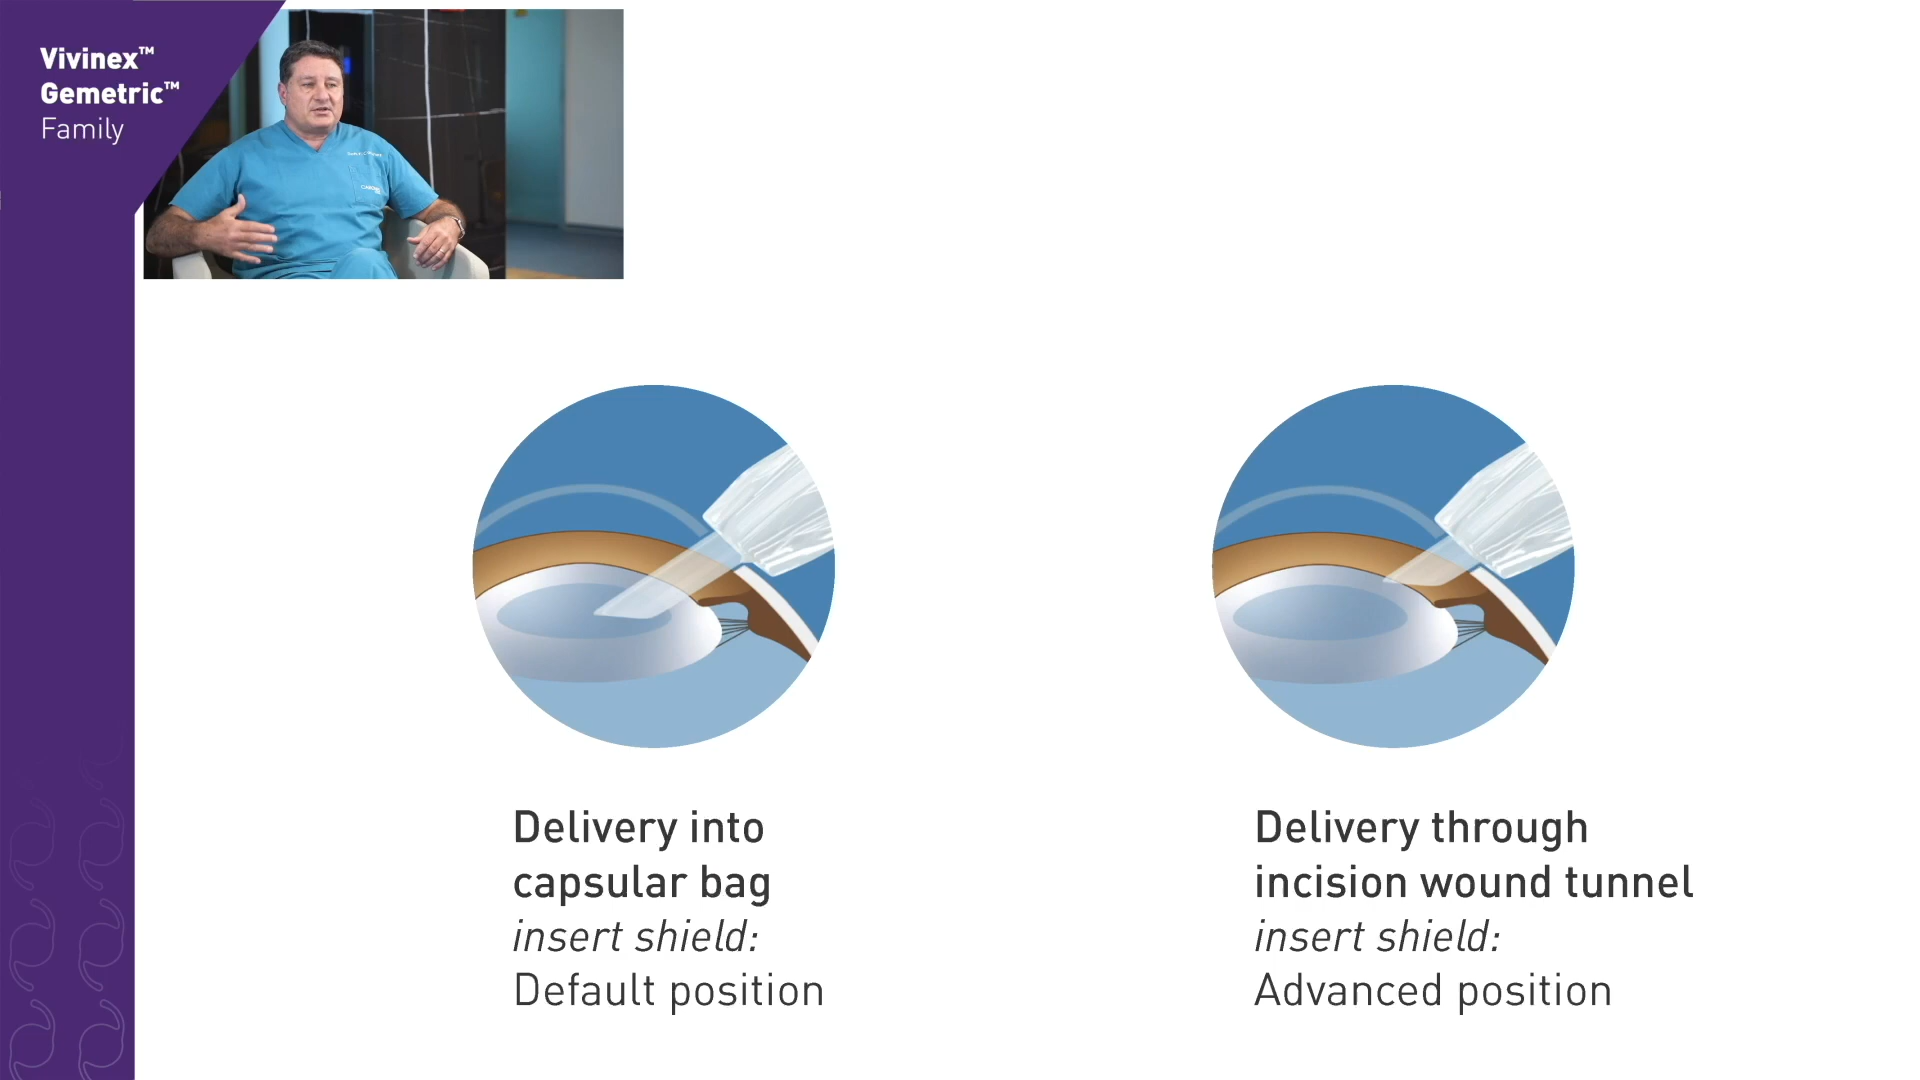 Vivinex™
Gemetric™
Family
Delivery into
capsular bag
insert shield:
Default position
Delivery through
incision wound tunnel
insert shield:
Advanced position